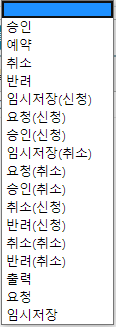 승인
예약
취소
반려
임시저장(신청)
요청(신청)
승인(신청)
임시저장(취소)
요청(취소)
승인(취소)
취소(신청)
반려(신청)
취소(취소)
반려(취소)
출력
요청
임시저장